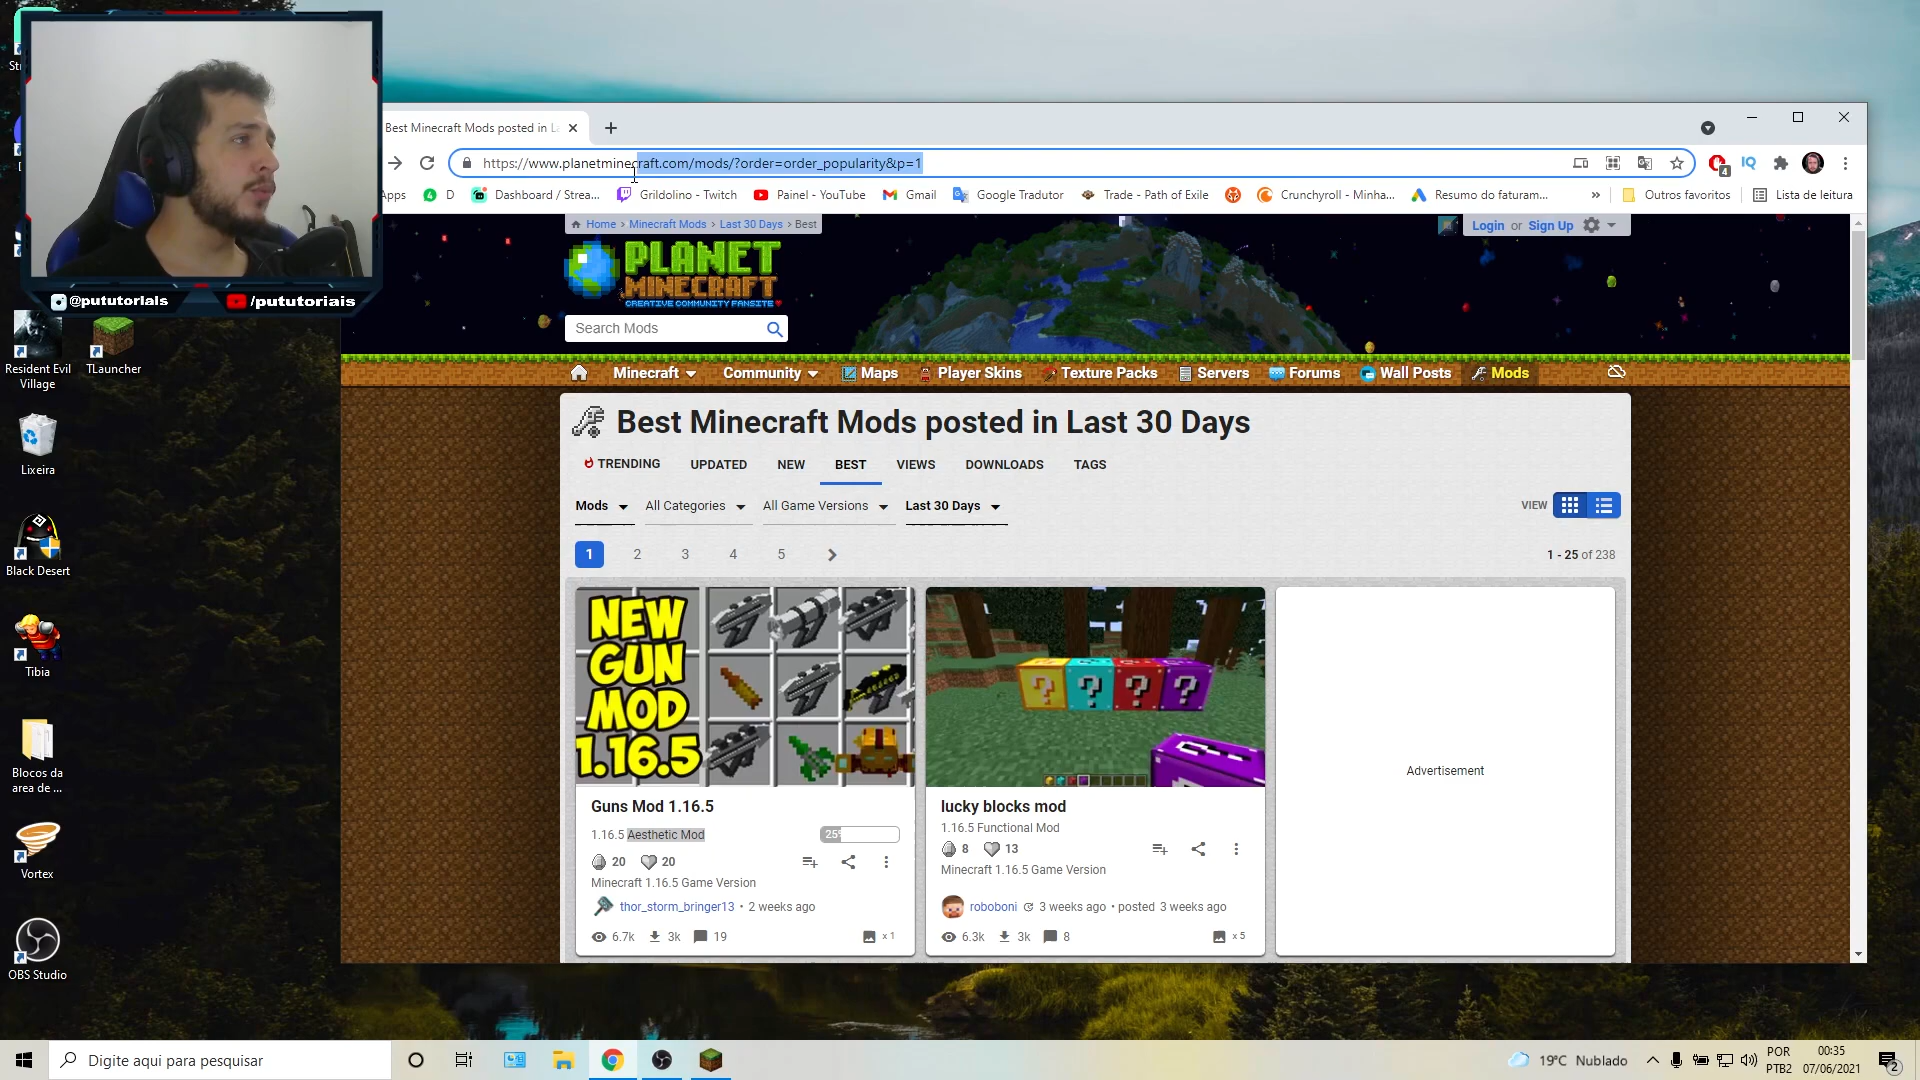 @pututoriais
/pututoriais
Resident Evil
Village
TLauncher
Lixeira
Black Desert
Tibia
Blocos da
area de ...
Vortex
OBS Studio
Best Minecraft Mods posted in
https://www.planetminecraft.com/mods/?order=order_popularity&p=1
4
Apps
4
D
Dashboard / Strea...
Grildolino - Twitch
Painel - YouTube
Gmail
Google Tradutor
Trade - Path of Exile
Crunchyroll - Minha...
Resumo do faturam...
»
Outros favoritos
Lista de leitura
IQ
Home > Minecraft Mods > Last 30 Days > Best
Login or Sign Up
PLANET
MINECRAFT
CREATIVE COMMUNITY FANSITE
Search Mods
Minecraft
Community
Maps
Player Skins
Texture Packs
Servers
Forums
Wall Posts
Mods
Best Minecraft Mods posted in Last 30 Days
TRENDING
UPDATED
NEW
BEST
VIEWS
DOWNLOADS
TAGS
Mods
All Categories
All Game Versions
Last 30 Days
VIEW
1 2 3 4 5
1 - 25 of 238
NEW
GUN
MOD
1.16.5
Guns Mod 1.16.5
1.16.5 Aesthetic Mod
20 20
Minecraft 1.16.5 Game Version
thor_storm_bringer13 • 2 weeks ago
6.7k 3k 19
x 1
? ? ? ?
lucky blocks mod
1.16.5 Functional Mod
8 13
Minecraft 1.16.5 Game Version
roboboni 3 weeks ago • posted 3 weeks ago
6.3k 3k 8
x 5
Advertisement
Digite aqui para pesquisar
19°C Nublado
POR
PTB2
00:35
07/06/2021
2